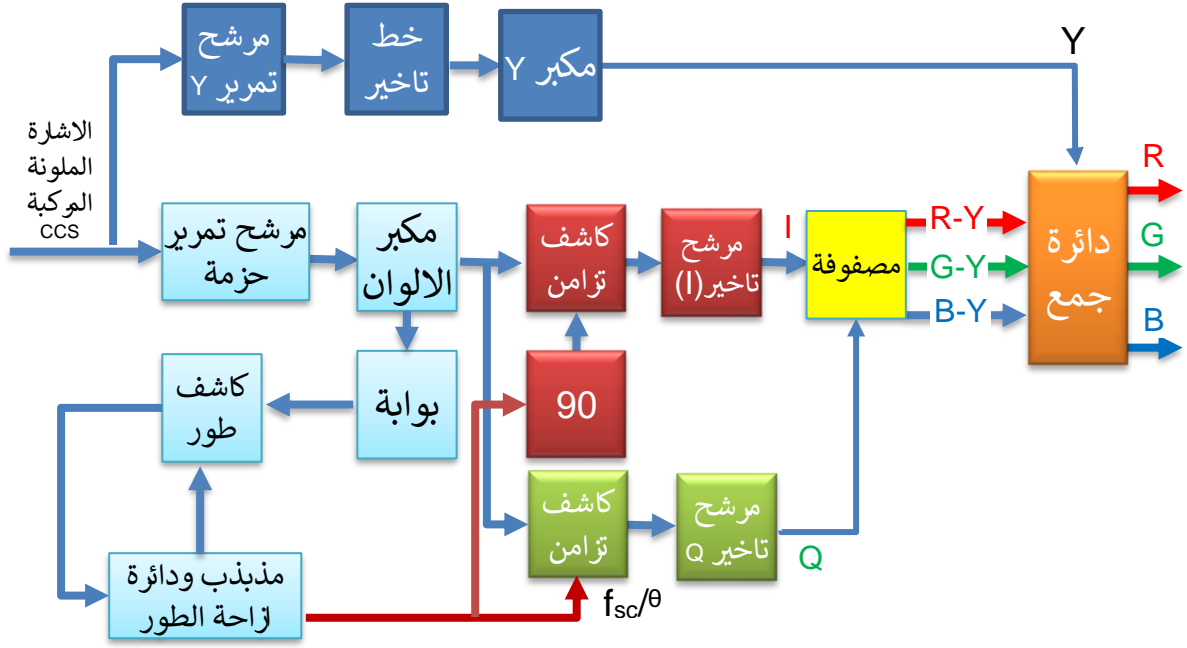 مرشح
تمرير Y
خط
تاخير
مكبر Y
Y
الاشارة
الملونة
المركبة
CCS
مرشح تمرير
حزمة
مكبر
الالوان
كاشف
تزامن
مرشح
تاخير(I)
I
مصفوفة
R-Y
G-Y
B-Y
دائرة
جمع
R
G
B
كاشف
طور
بوابة
90
كاشف
تزامن
مرشح
تاخير Q
Q
مذبذب ودائرة
ازاحة الطور
fsc/θ